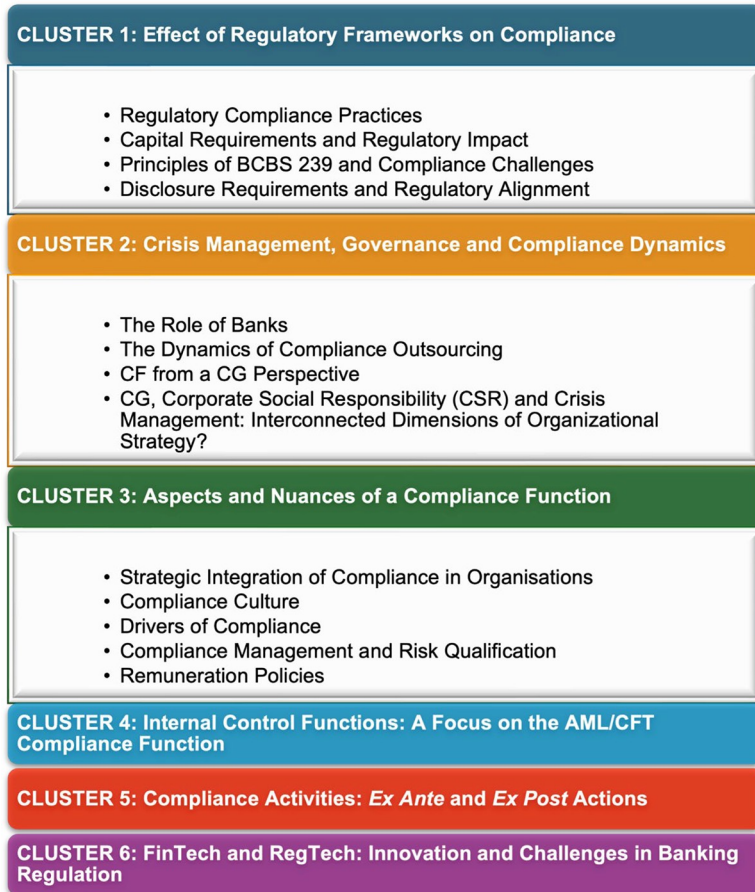 CLUSTER 1: Effect of Regulatory Frameworks on Compliance
• Regulatory Compliance Practices
• Capital Requirements and Regulatory Impact
• Principles of BCBS 239 and Compliance Challenges
• Disclosure Requirements and Regulatory Alignment
CLUSTER 2: Crisis Management, Governance and Compliance Dynamics
• The Role of Banks
• The Dynamics of Compliance Outsourcing
• CF from a CG Perspective
• CG, Corporate Social Responsibility (CSR) and Crisis
Management: Interconnected Dimensions of Organizational
Strategy?
CLUSTER 3: Aspects and Nuances of a Compliance Function
• Strategic Integration of Compliance in Organisations
• Compliance Culture
• Drivers of Compliance
• Compliance Management and Risk Qualification
• Remuneration Policies
CLUSTER 4: Internal Control Functions: A Focus on the AML/CFT
Compliance Function
CLUSTER 5: Compliance Activities: Ex Ante and Ex Post Actions
CLUSTER 6: FinTech and RegTech: Innovation and Challenges in Banking
Regulation